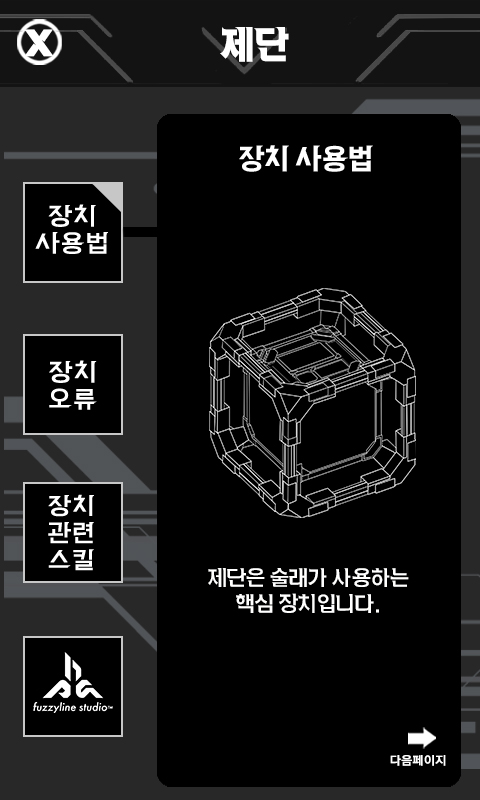 X
제단
장치 사용법
장치
사용법
장치
오류
장치
관련
스킬
fuzzyline studio™
제단은 술래가 사용하는
핵심 장치입니다.
다음페이지